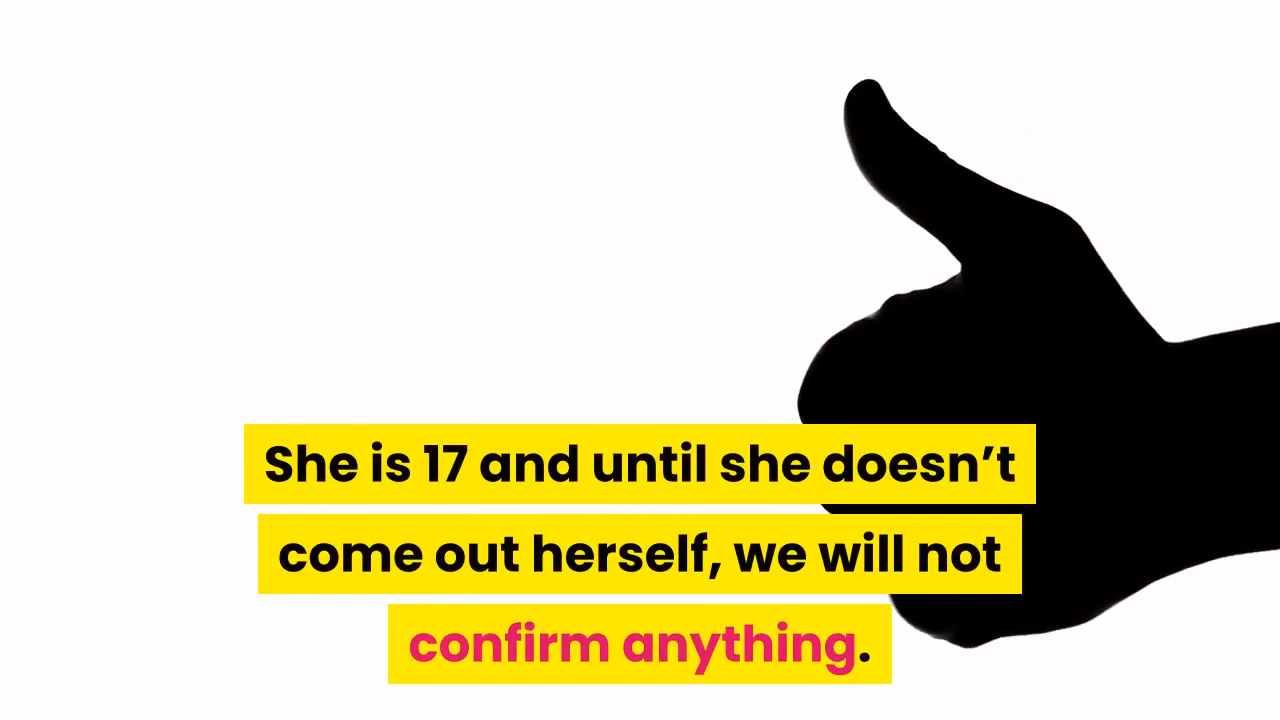 She is 17 and until she doesn’t
come out herself, we will not
confirm anything.